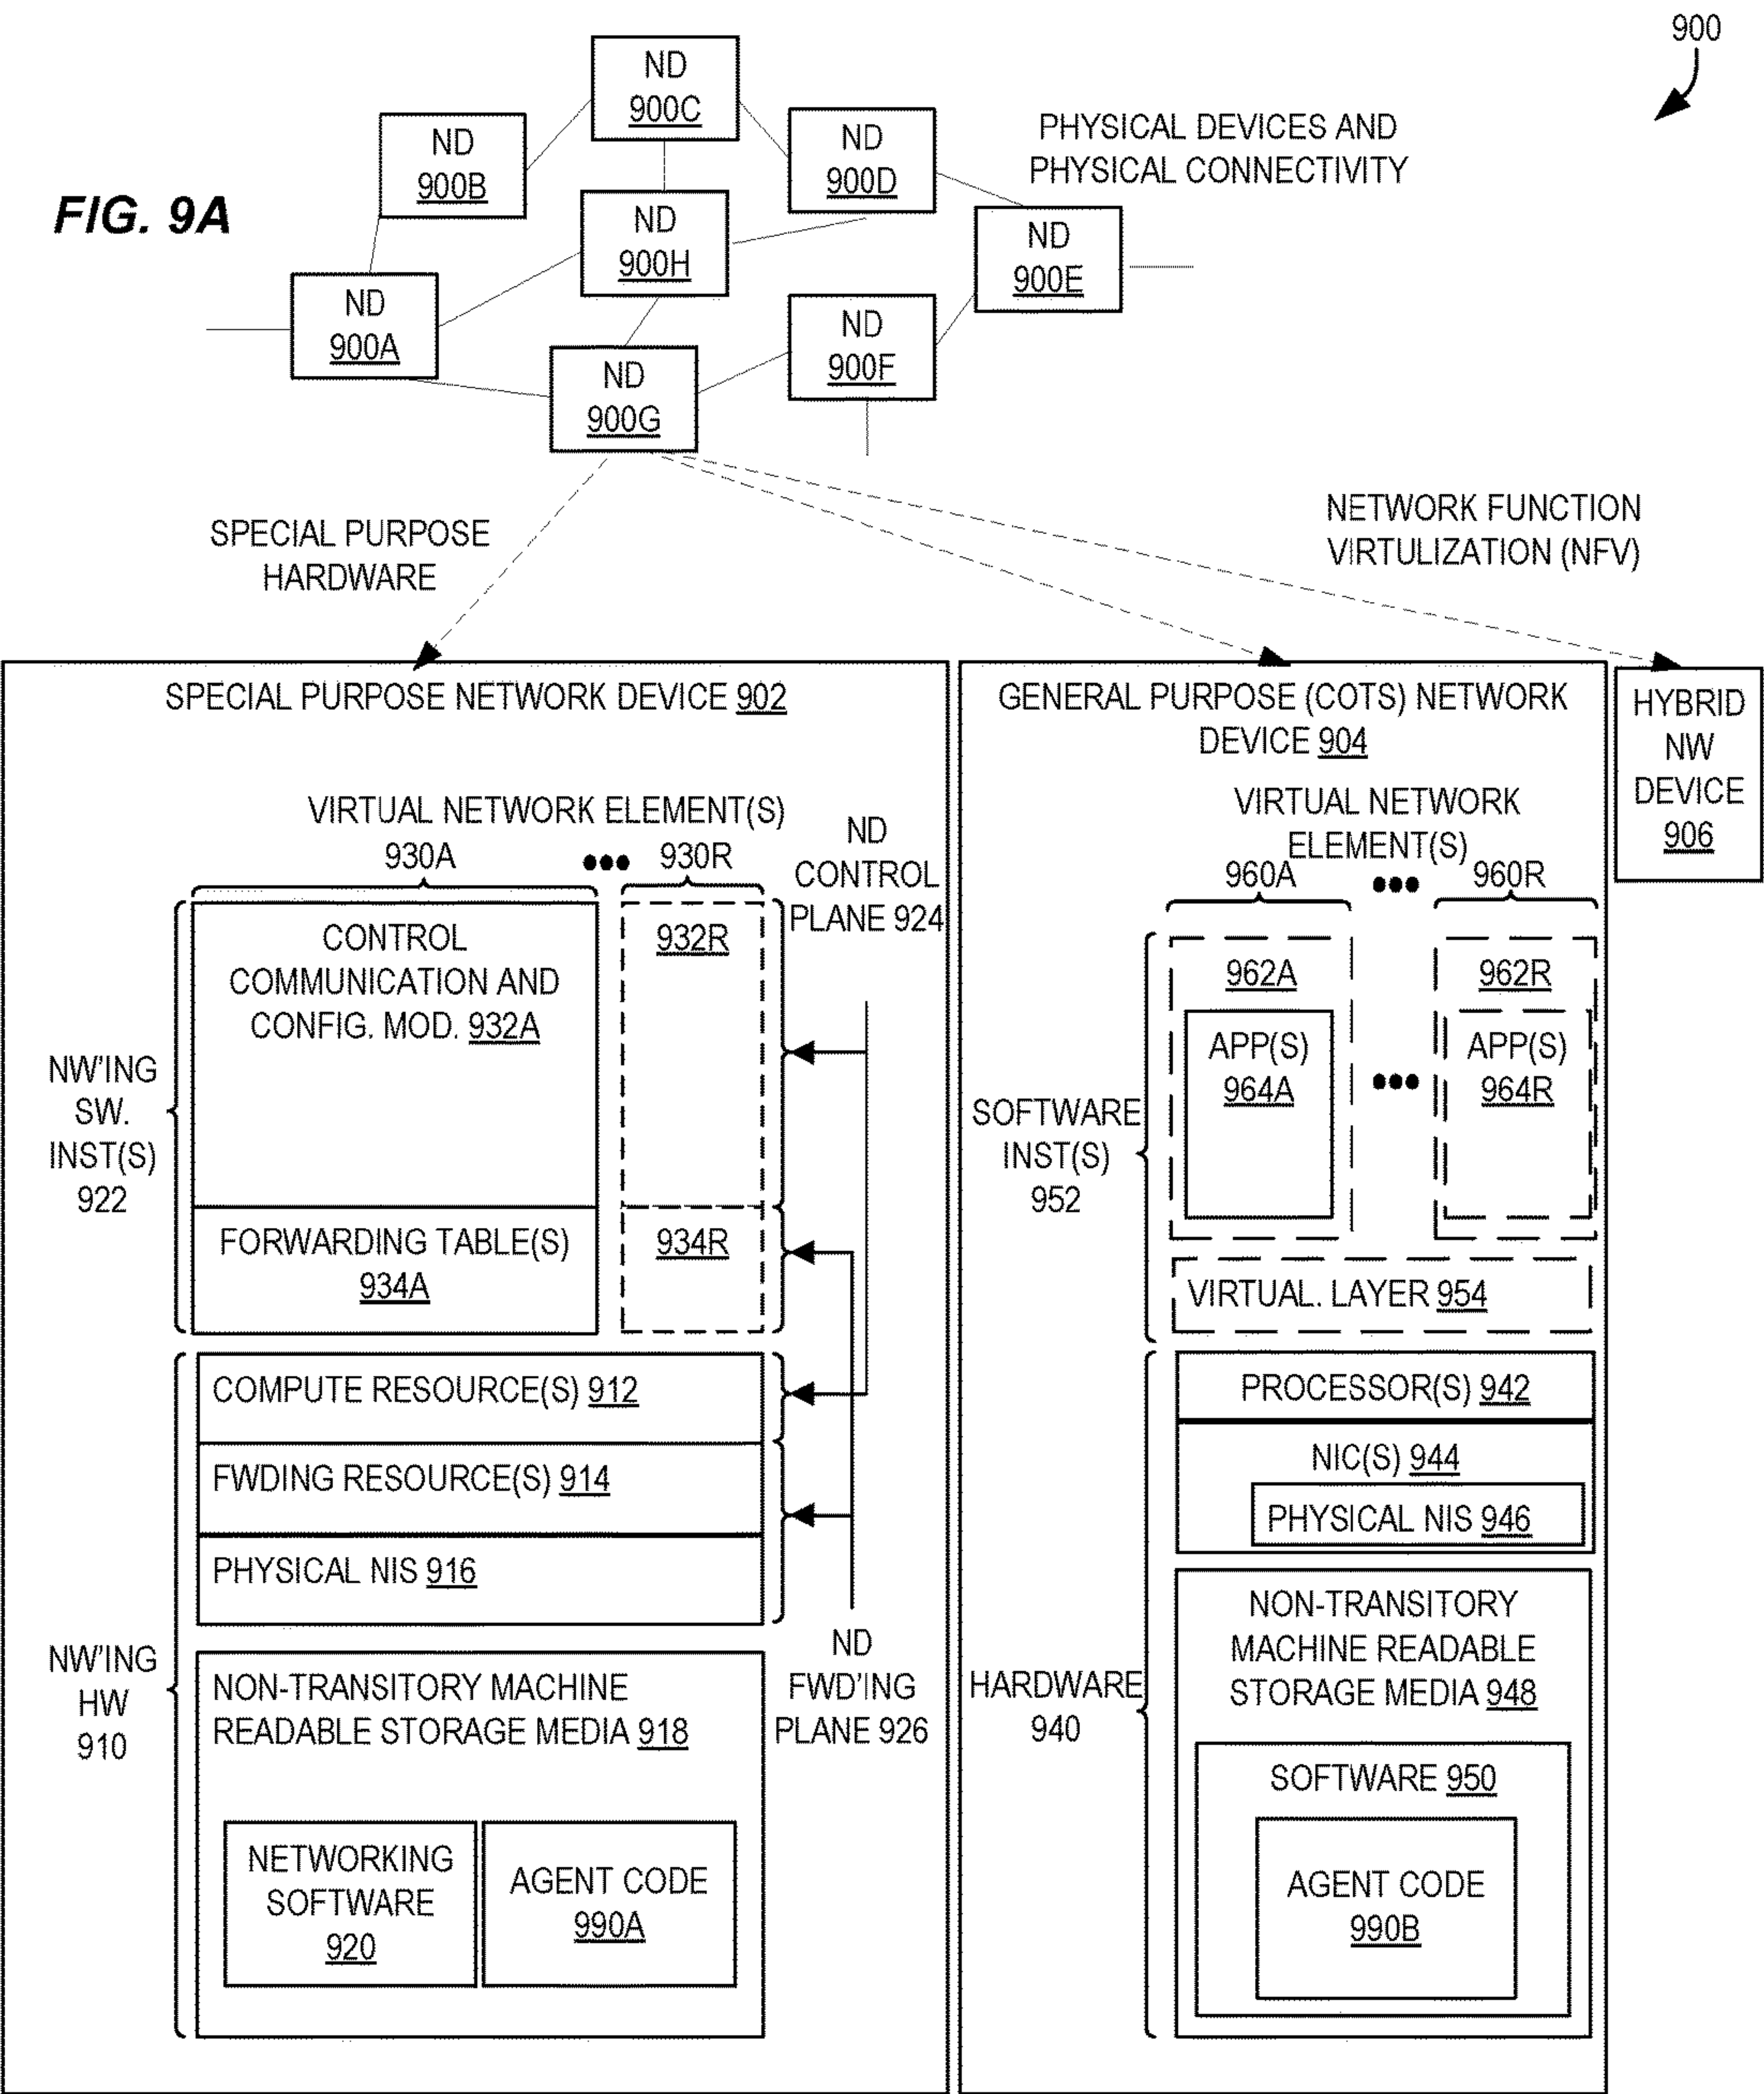 900
ND
900C
ND
900B
ND
900D
PHYSICAL DEVICES AND
PHYSICAL CONNECTIVITY
FIG. 9A
ND
900H
ND
900E
ND
900A
ND
900F
ND
900G
SPECIAL PURPOSE
HARDWARE
NETWORK FUNCTION
VIRTULIZATION (NFV)
SPECIAL PURPOSE NETWORK DEVICE 902
VIRTUAL NETWORK ELEMENT(S)
930A ••• 930R
ND
CONTROL
PLANE 924
CONTROL
COMMUNICATION AND
CONFIG. MOD. 932A
932R
NW'ING
SW.
INST(S)
922
FORWARDING TABLE(S)
934A
934R
COMPUTE RESOURCE(S) 912
FWDING RESOURCE(S) 914
PHYSICAL NIS 916
ND
FWD'ING
PLANE 926
NW'ING
HW
910
NON-TRANSITORY MACHINE
READABLE STORAGE MEDIA 918
NETWORKING
SOFTWARE
920
AGENT CODE
990A
GENERAL PURPOSE (COTS) NETWORK
DEVICE 904
VIRTUAL NETWORK
ELEMENT(S)
960A ••• 960R
962A
962R
APP(S)
964A
•••
APP(S)
964R
SOFTWARE
INST(S)
952
VIRTUAL. LAYER 954
PROCESSOR(S) 942
NIC(S) 944
PHYSICAL NIS 946
HARDWARE
940
NON-TRANSITORY
MACHINE READABLE
STORAGE MEDIA 948
SOFTWARE 950
AGENT CODE
990B
HYBRID
NW
DEVICE
906